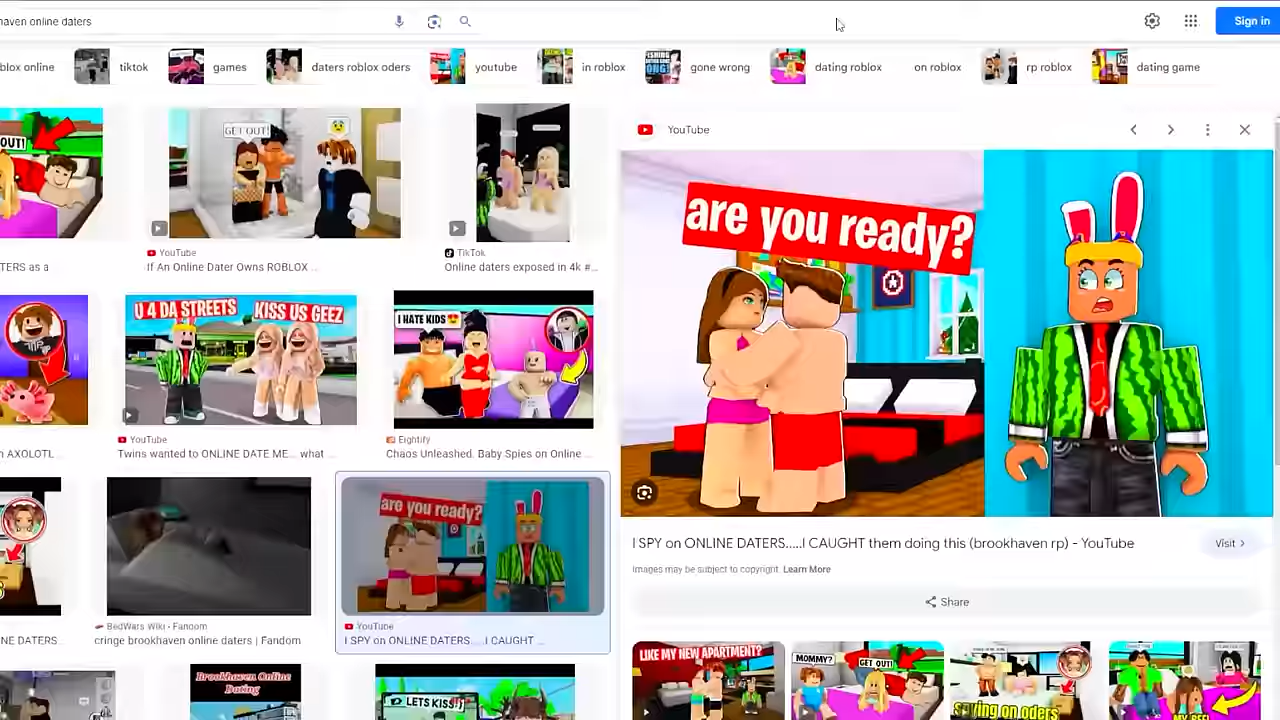 haven online daters
Sign in
blox online
tiktok
games
daters roblox oders
youtube
in roblox
gone wrong
dating roblox
on roblox
rp roblox
dating game
OUT!
GET OUT!
YouTube
TERS as a
YouTube
If An Online Dater Owns ROBLOX ...
TikTok
Online daters exposed in 4k #...
are you ready?
U 4 DA STREETS
KISS US GEEZ
I HATE KIDS
n AXOLOTL ...
YouTube
Twins wanted to ONLINE DATE ME... what ...
Eightify
Chaos Unleashed. Baby Spies on Online ...
are you ready?
I SPY on ONLINE DATERS.....I CAUGHT them doing this (brookhaven rp) - YouTube
Visit
Images may be subject to copyright. Learn More
Share
NE DATERS...
BedWars Wiki - Fandom
cringe brookhaven online daters | Fandom
YouTube
I SPY on ONLINE DATERS.....I CAUGHT ...
Brookhaven Online
Dating
LETS KISS!
LIKE MY NEW APARTMENT?
MOMMY?
GET OUT!
spying on oders